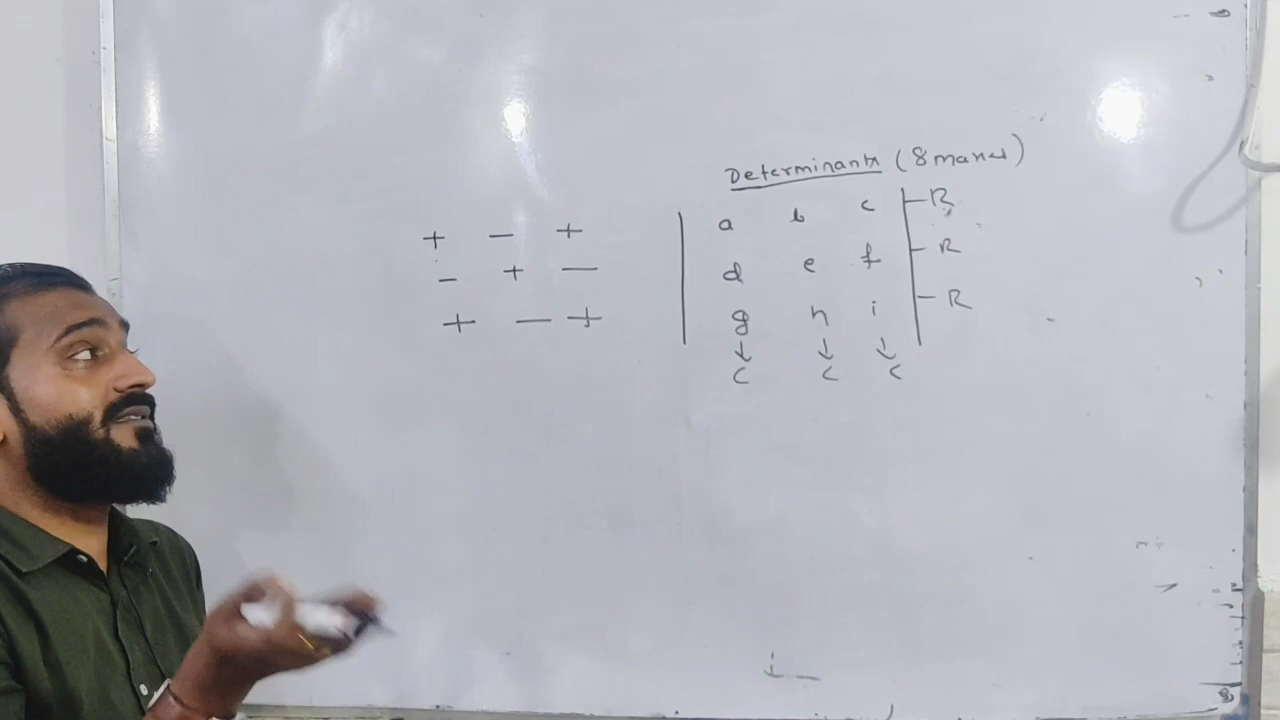 Determinants (8 marks)
+ − + a b c R
− + − d e f R
+ − + g h i R
↓ ↓ ↓
C C C